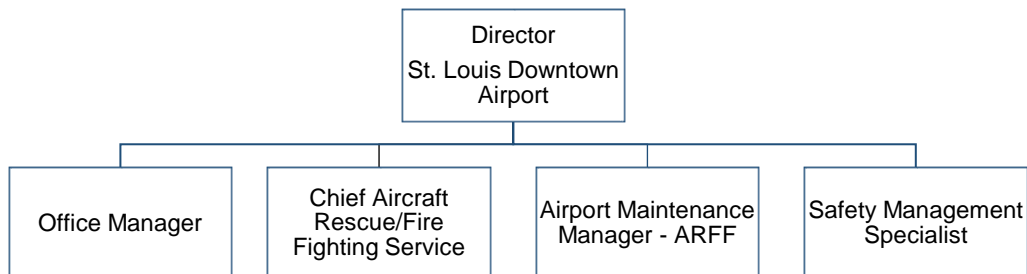 Director
St. Louis Downtown
Airport
Office Manager
Chief Aircraft
Rescue/Fire
Fighting Service
Airport Maintenance
Manager - ARFF
Safety Management
Specialist